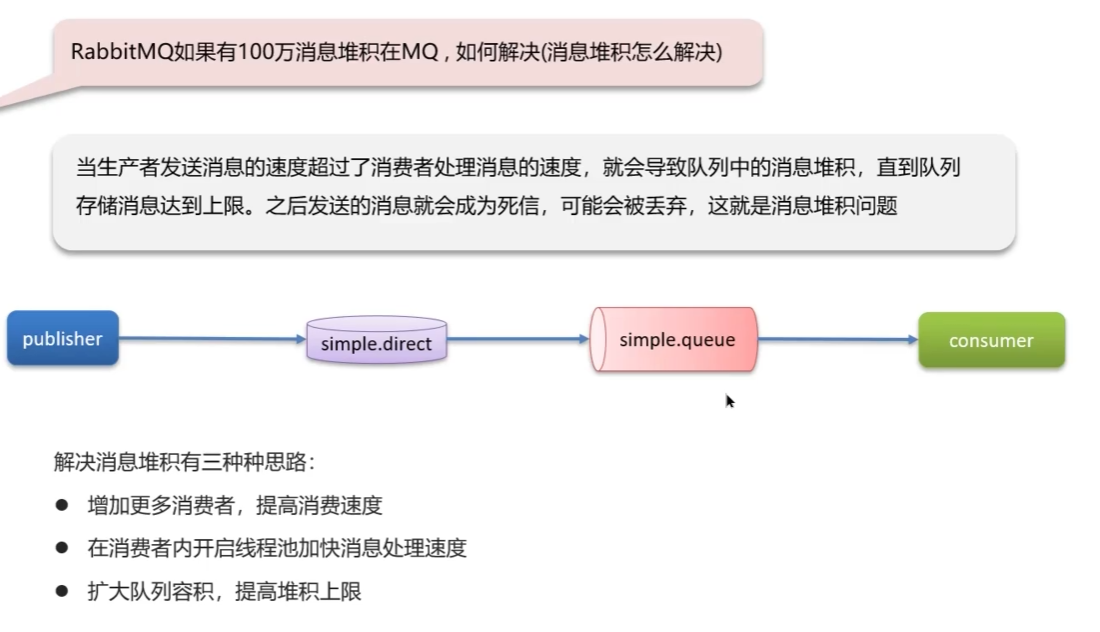 RabbitMQ如果有100万消息堆积在MQ , 如何解决(消息堆积怎么解决)
当生产者发送消息的速度超过了消费者处理消息的速度，就会导致队列中的消息堆积，直到队列
存储消息达到上限。之后发送的消息就会成为死信，可能会被丢弃，这就是消息堆积问题
publisher
simple.direct
simple.queue
consumer
解决消息堆积有三种种思路：
● 增加更多消费者，提高消费速度
● 在消费者内开启线程池加快消息处理速度
● 扩大队列容积，提高堆积上限